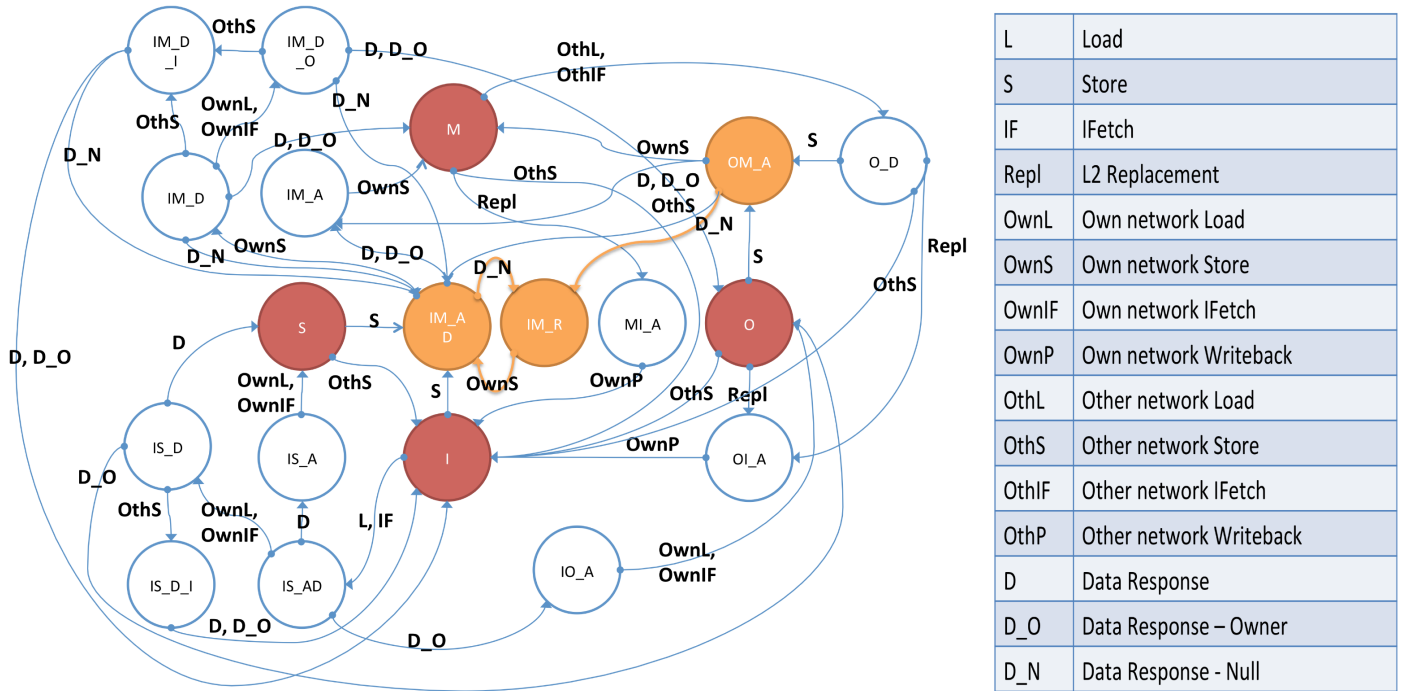 OthS
IM_D
_I
IM_D
_O
D, D_O
OthL,
OthIF
OwnL,
OwnIF
D_N
OthS
M
S
OM_A
O_D
D_N
D, D_O
OwnS
IM_D
IM_A
OwnS
OthS
D, D_O
OthS
Repl
D_N
OwnS
D_N
D, D_O
S
Repl
D_N
OthS
S
S
IM_A
D
IM_R
MI_A
O
D
D, D_O
OwnL,
OwnIF
OthS
S
OwnS
OwnP
OthS
Repl
IS_D
IS_A
I
OwnP
OI_A
D_O
OthS
OwnL,
OwnIF
D
L, IF
IS_D_I
IS_AD
IO_A
OwnL,
OwnIF
D, D_O
D_O
L Load
S Store
IF IFetch
Repl L2 Replacement
OwnL Own network Load
OwnS Own network Store
OwnIF Own network IFetch
OwnP Own network Writeback
OthL Other network Load
OthS Other network Store
OthIF Other network IFetch
OthP Other network Writeback
D Data Response
D_O Data Response – Owner
D_N Data Response - Null